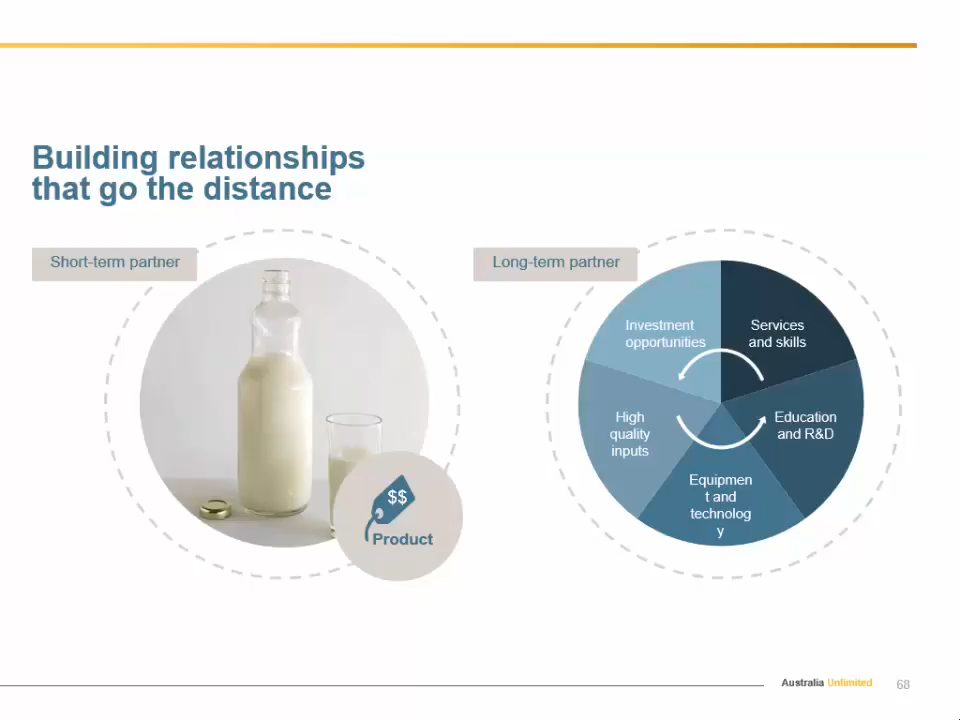 Building relationships
that go the distance
Short-term partner
$$
Product
Long-term partner
Investment
opportunities
Services
and skills
High
quality
inputs
Education
and R&D
Equipmen
t and
technolog
y
Australia Unlimited
68